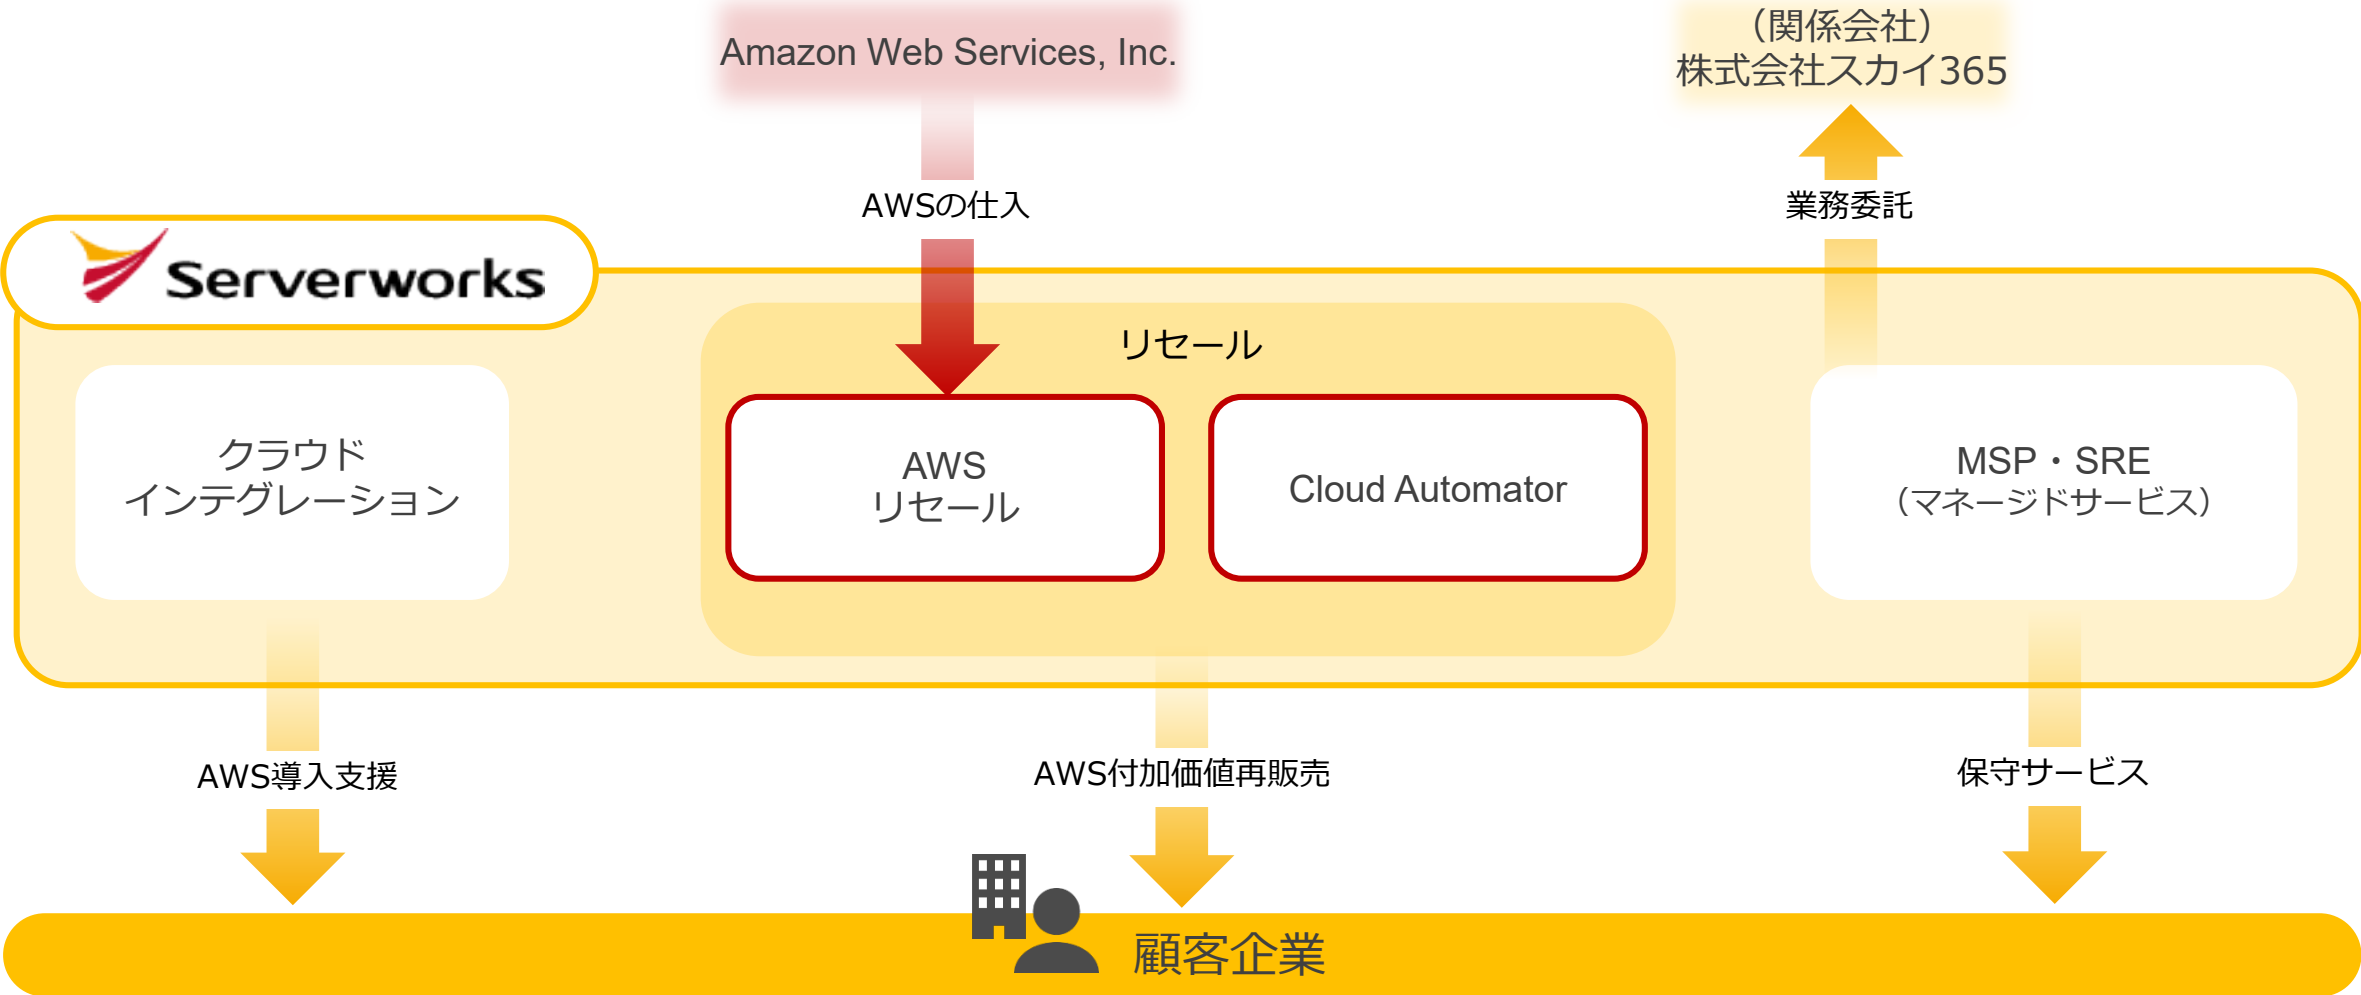 Amazon Web Services, Inc.
（関係会社）
株式会社スカイ365
AWSの仕入
業務委託
Serverworks
リセール
クラウド
インテグレーション
AWS
リセール
Cloud Automator
MSP・SRE
（マネージドサービス）
AWS導入支援
AWS付加価値再販売
保守サービス
顧客企業